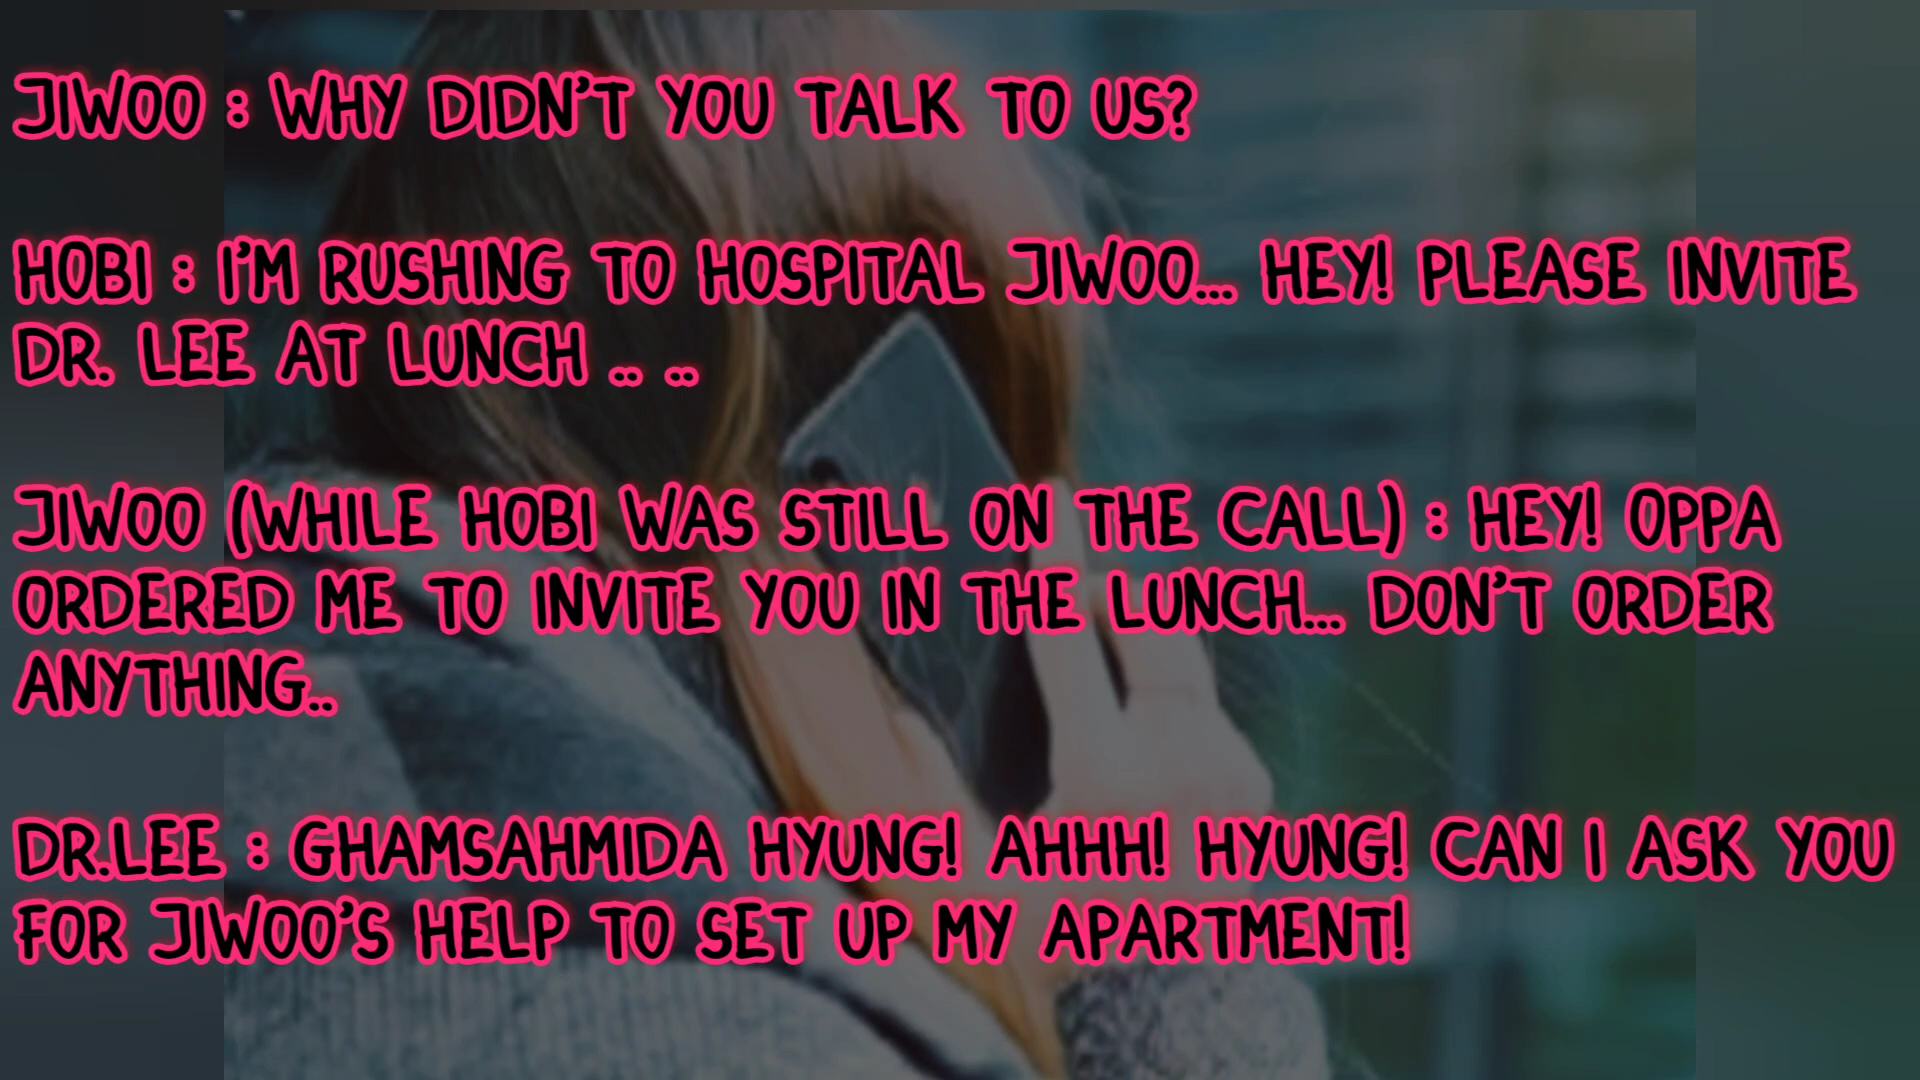 JIWOO : WHY DIDN'T YOU TALK TO US?
HOBI : I'M RUSHING TO HOSPITAL JIWOO... HEY! PLEASE INVITE
DR. LEE AT LUNCH .. ..
JIWOO (WHILE HOBI WAS STILL ON THE CALL) : HEY! OPPA
ORDERED ME TO INVITE YOU IN THE LUNCH... DON'T ORDER
ANYTHING..
DR.LEE : GHAMSAHMIDA HYUNG! AHHH! HYUNG! CAN I ASK YOU
FOR JIWOO'S HELP TO SET UP MY APARTMENT!